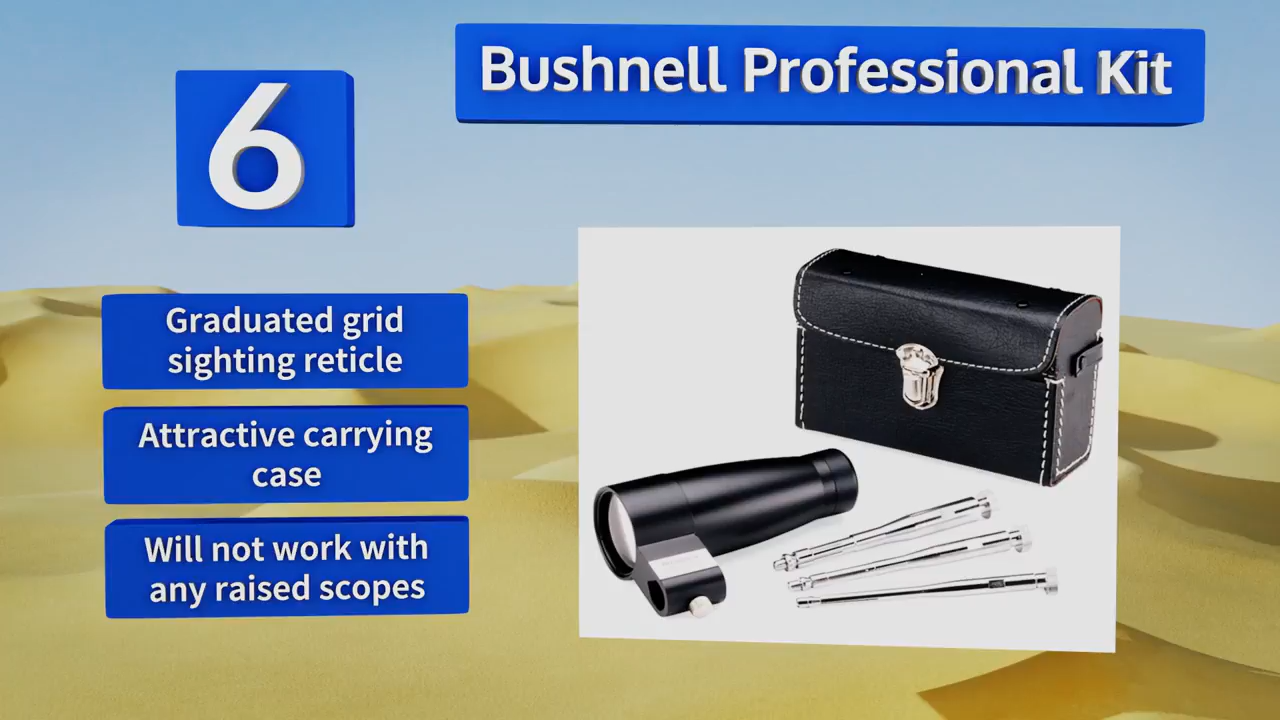 6
Bushnell Professional Kit
Graduated grid
sighting reticle
Attractive carrying
case
Will not work with
any raised scopes